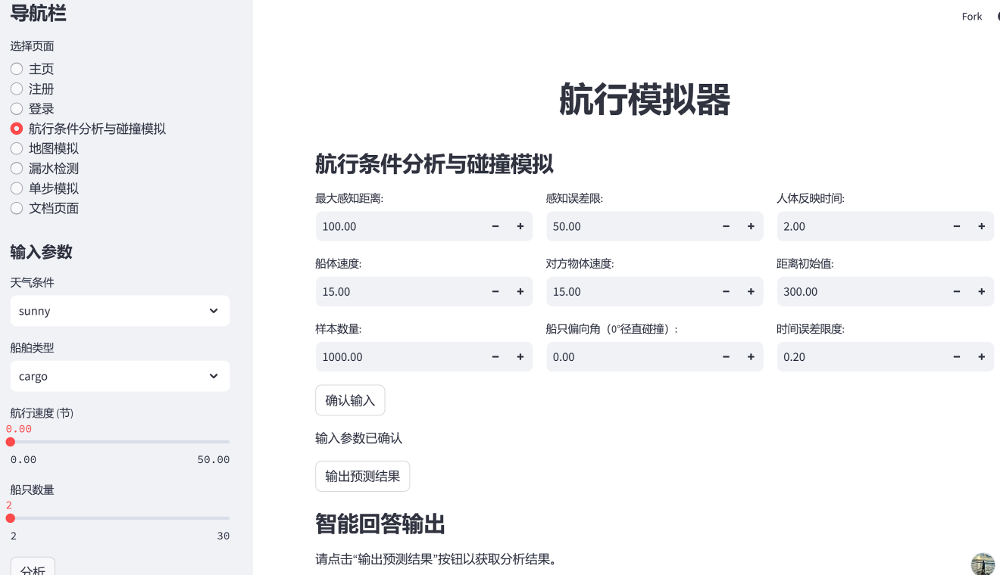 导航栏
选择页面
主页
注册
登录
航行条件分析与碰撞模拟
地图模拟
漏水检测
单步模拟
文档页面
输入参数
天气条件
sunny
船舶类型
cargo
航行速度 (节)
0.00
0.00 50.00
船只数量
2
2 30
分析
Fork
航行模拟器
航行条件分析与碰撞模拟
最大感知距离: 感知误差限: 人体反映时间:
100.00 50.00 2.00
船体速度: 对方物体速度: 距离初始值:
15.00 15.00 300.00
样本数量: 船只偏向角（0°径直碰撞）: 时间误差限度:
1000.00 0.00 0.20
确认输入
输入参数已确认
输出预测结果
智能回答输出
请点击“输出预测结果”按钮以获取分析结果。